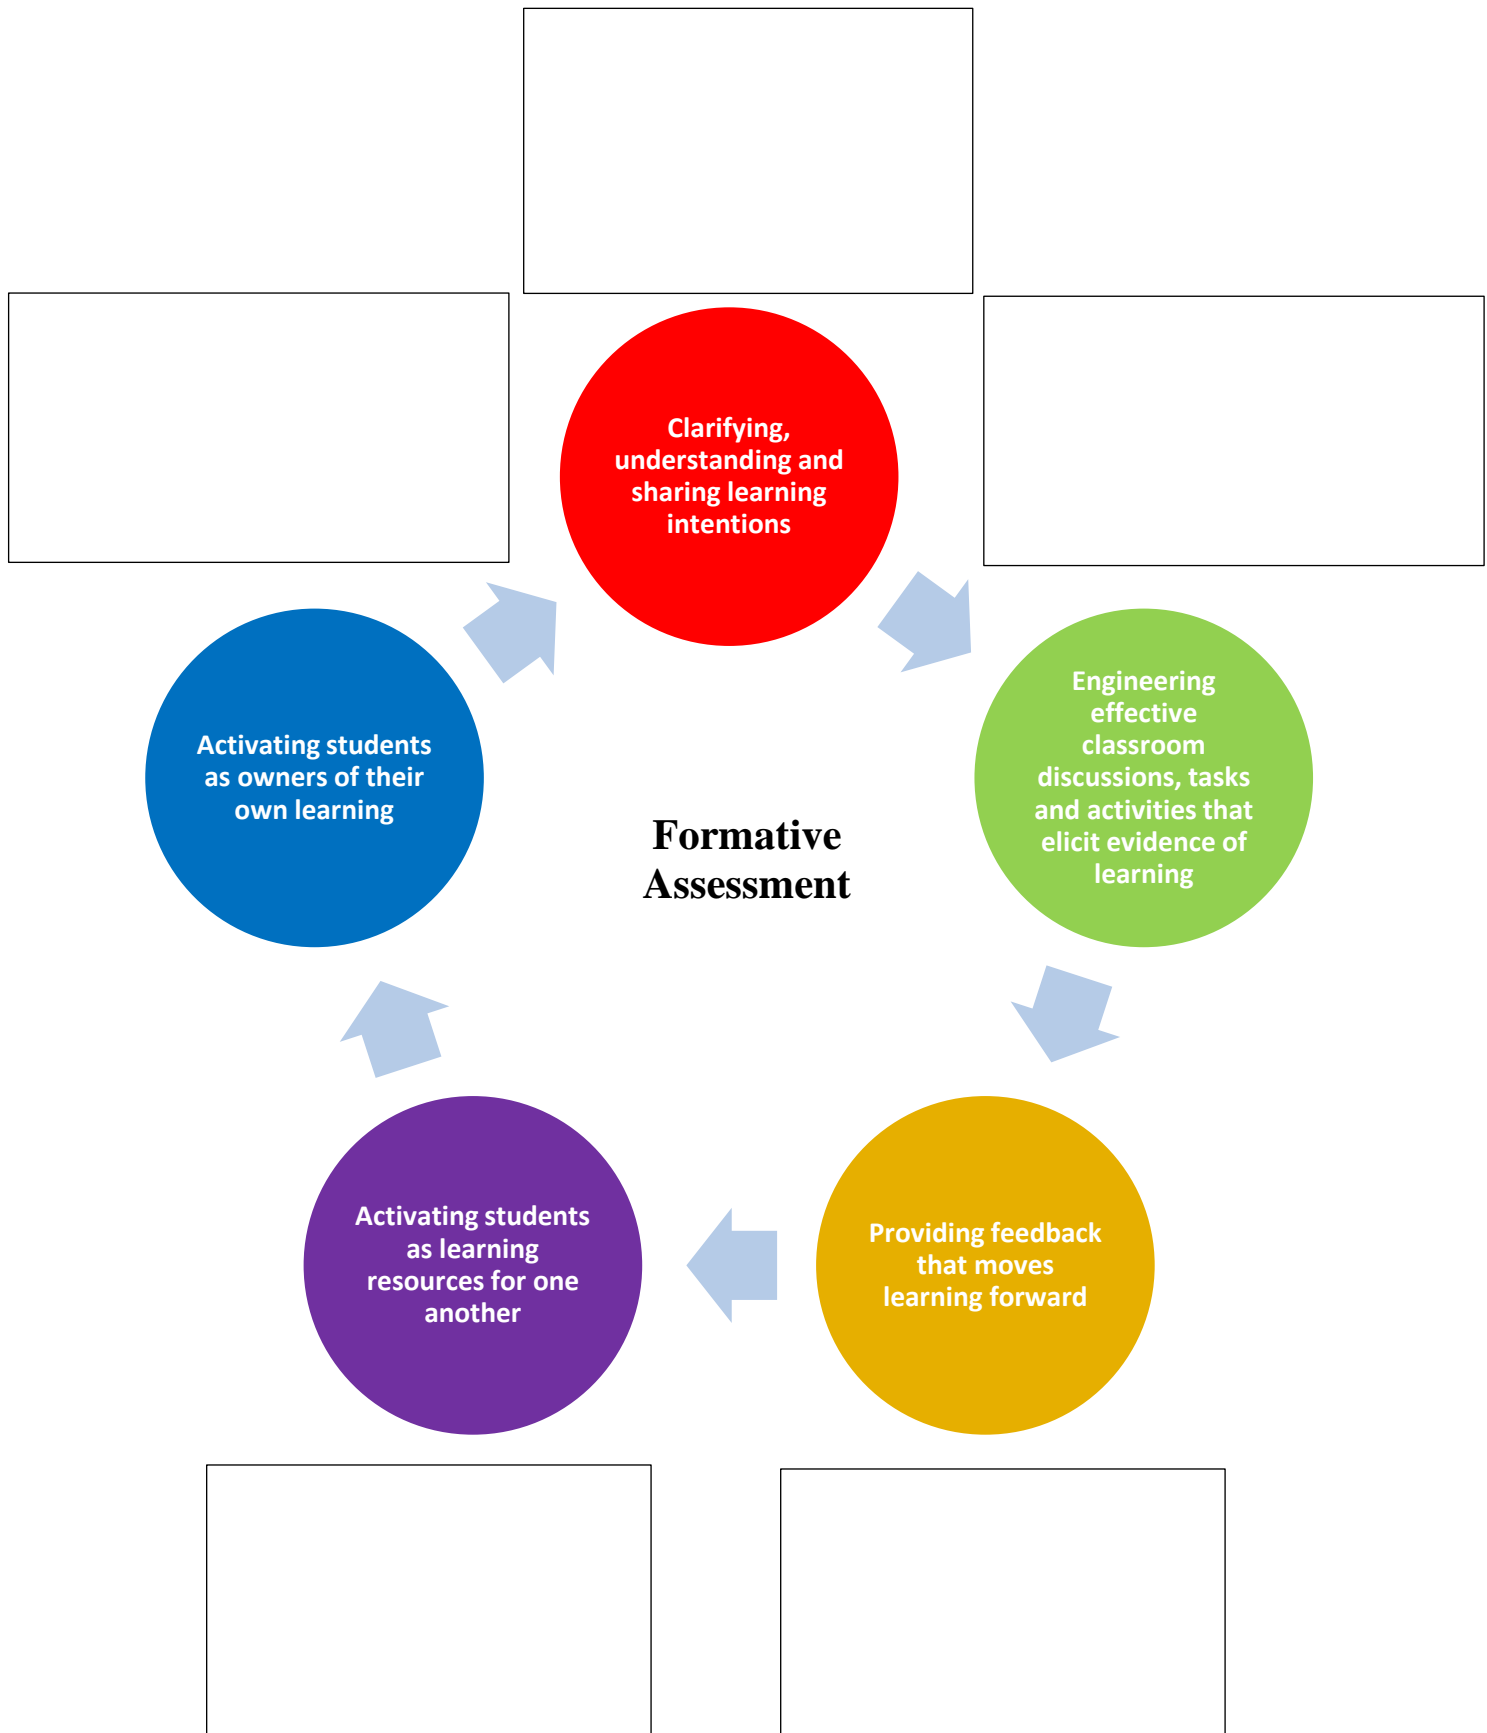 Clarifying,
understanding and
sharing learning
intentions
Engineering
effective
classroom
discussions, tasks
and activities that
elicit evidence of
learning
Providing feedback
that moves
learning forward
Activating students
as learning
resources for one
another
Activating students
as owners of their
own learning
Formative
Assessment